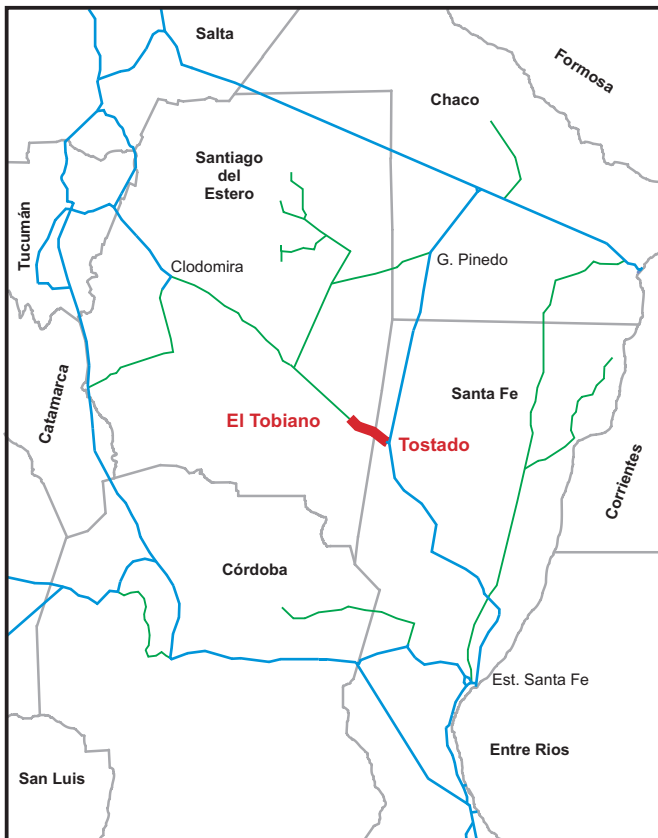 Salta
Formosa
Chaco
Santiago
del
Estero
Tucumán
Clodomira
G. Pinedo
Catamarca
Santa Fe
El Tobiano
Tostado
Corrientes
Córdoba
Est. Santa Fe
Entre Rios
San Luis